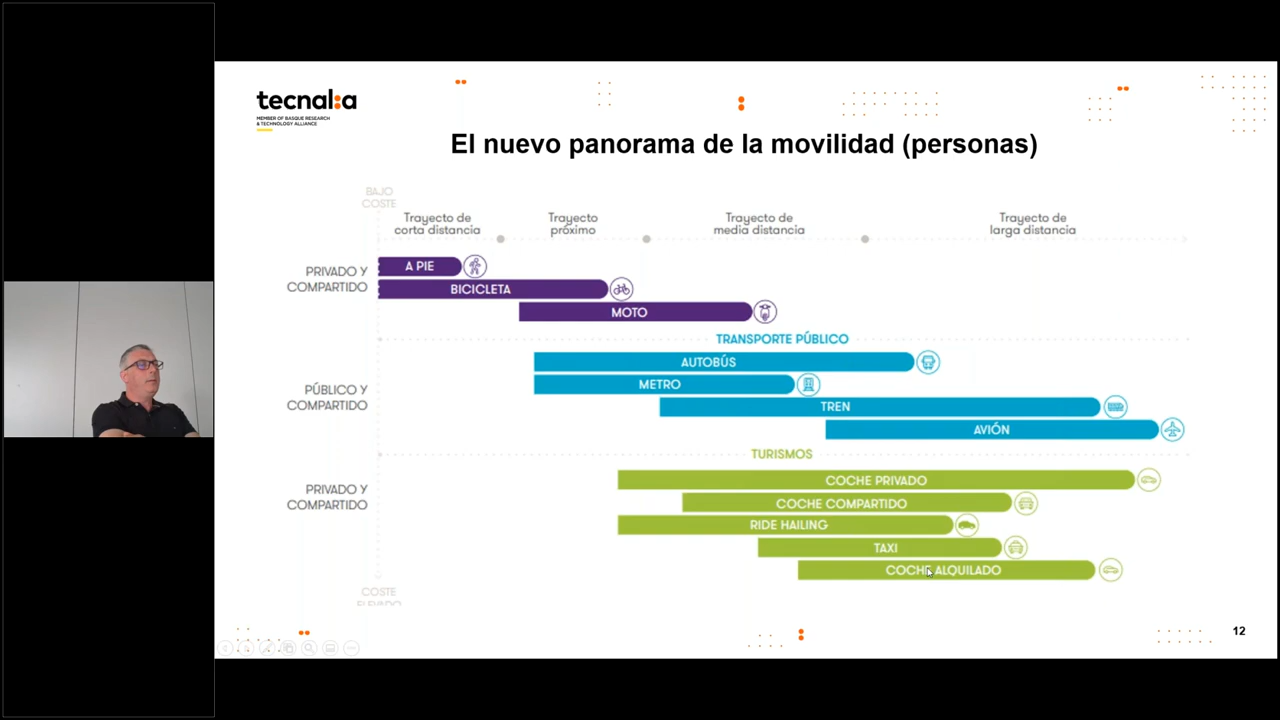 tecnal:a
MEMBER OF BASQUE RESEARCH
& TECHNOLOGY ALLIANCE
El nuevo panorama de la movilidad (personas)
BAJO
COSTE
Trayecto de
corta distancia
Trayecto
próximo
Trayecto de
media distancia
Trayecto de
larga distancia
PRIVADO Y
COMPARTIDO
A PIE
BICICLETA
MOTO
TRANSPORTE PÚBLICO
PÚBLICO Y
COMPARTIDO
AUTOBÚS
METRO
TREN
AVIÓN
TURISMOS
PRIVADO Y
COMPARTIDO
COCHE PRIVADO
COCHE COMPARTIDO
RIDE HAILING
TAXI
COCHE ALQUILADO
COSTE
ELEVADO
12